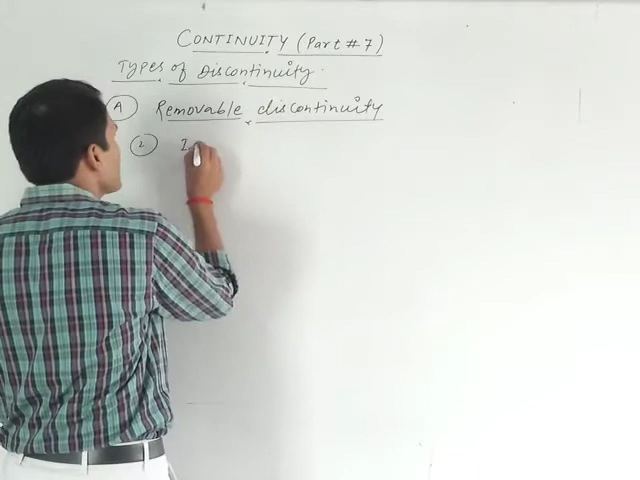 CONTINUITY (Part # 7)
Types of Discontinuity
A Removable discontinuity
2 I